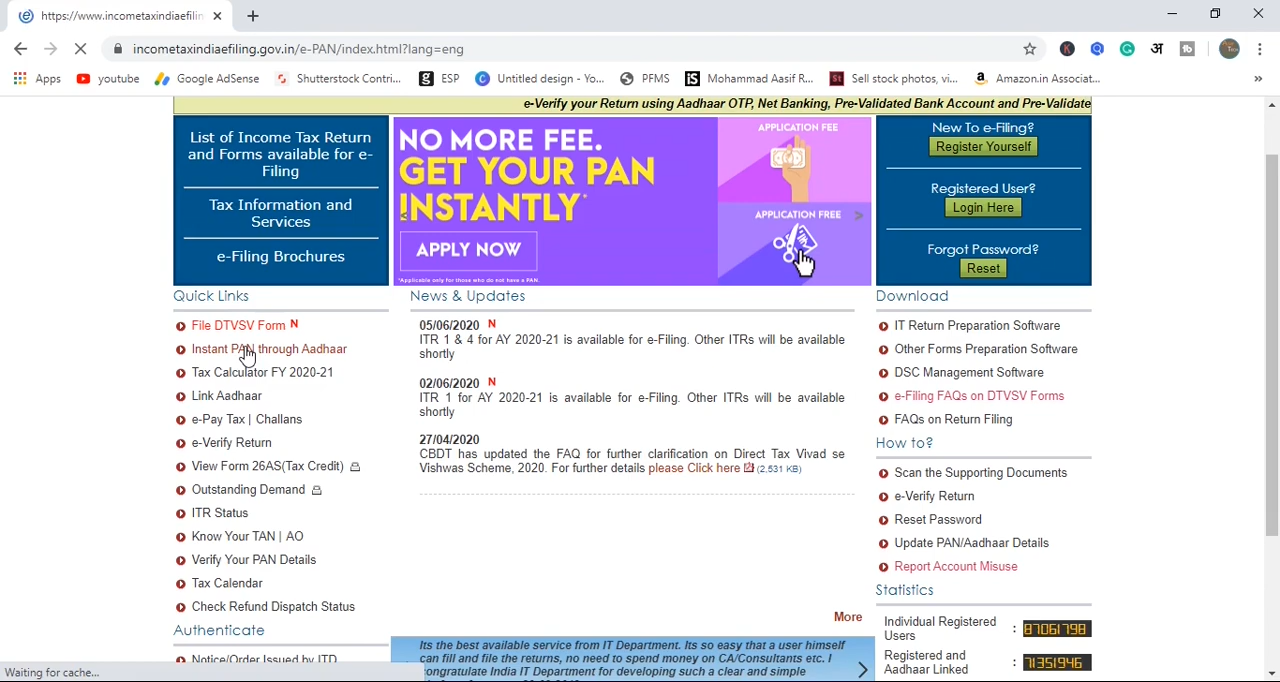 https://www.incometaxindiaefilin
incometaxindiaefiling.gov.in/e-PAN/index.html?lang=eng
Apps youtube Google AdSense Shutterstock Contri... ESP Untitled design - Yo... PFMS Mohammad Aasif R... Sell stock photos, vi... Amazon.in Associat... »
e-Verify your Return using Aadhaar OTP, Net Banking, Pre-Validated Bank Account and Pre-Validate
List of Income Tax Return
and Forms available for e-
Filing
Tax Information and
Services
e-Filing Brochures
NO MORE FEE.
GET YOUR PAN
INSTANTLY*
APPLY NOW
*Applicable only for those who do not have a PAN.
APPLICATION FEE
APPLICATION FREE
New To e-Filing?
Register Yourself
Registered User?
Login Here
Forgot Password?
Reset
Quick Links
File DTVSV Form N
Instant PAN through Aadhaar
Tax Calculator FY 2020-21
Link Aadhaar
e-Pay Tax | Challans
e-Verify Return
View Form 26AS(Tax Credit)
Outstanding Demand
ITR Status
Know Your TAN | AO
Verify Your PAN Details
Tax Calendar
Check Refund Dispatch Status
Authenticate
Notice/Order Issued by ITD
News & Updates
05/06/2020 N
ITR 1 & 4 for AY 2020-21 is available for e-Filing. Other ITRs will be available
shortly
02/06/2020 N
ITR 1 for AY 2020-21 is available for e-Filing. Other ITRs will be available
shortly
27/04/2020
CBDT has updated the FAQ for further clarification on Direct Tax Vivad se
Vishwas Scheme, 2020. For further details please Click here (2,531 KB)
More
Its the best available service from IT Department. Its so easy that a user himself
can fill and file the returns, no need to spend money on CA/Consultants etc. I
congratulate India IT Department for developing such a clear and simple
Download
IT Return Preparation Software
Other Forms Preparation Software
DSC Management Software
e-Filing FAQs on DTVSV Forms
FAQs on Return Filing
How to?
Scan the Supporting Documents
e-Verify Return
Reset Password
Update PAN/Aadhaar Details
Report Account Misuse
Statistics
Individual Registered
Users : 87061798
Registered and
Aadhaar Linked : 71351946
Waiting for cache...